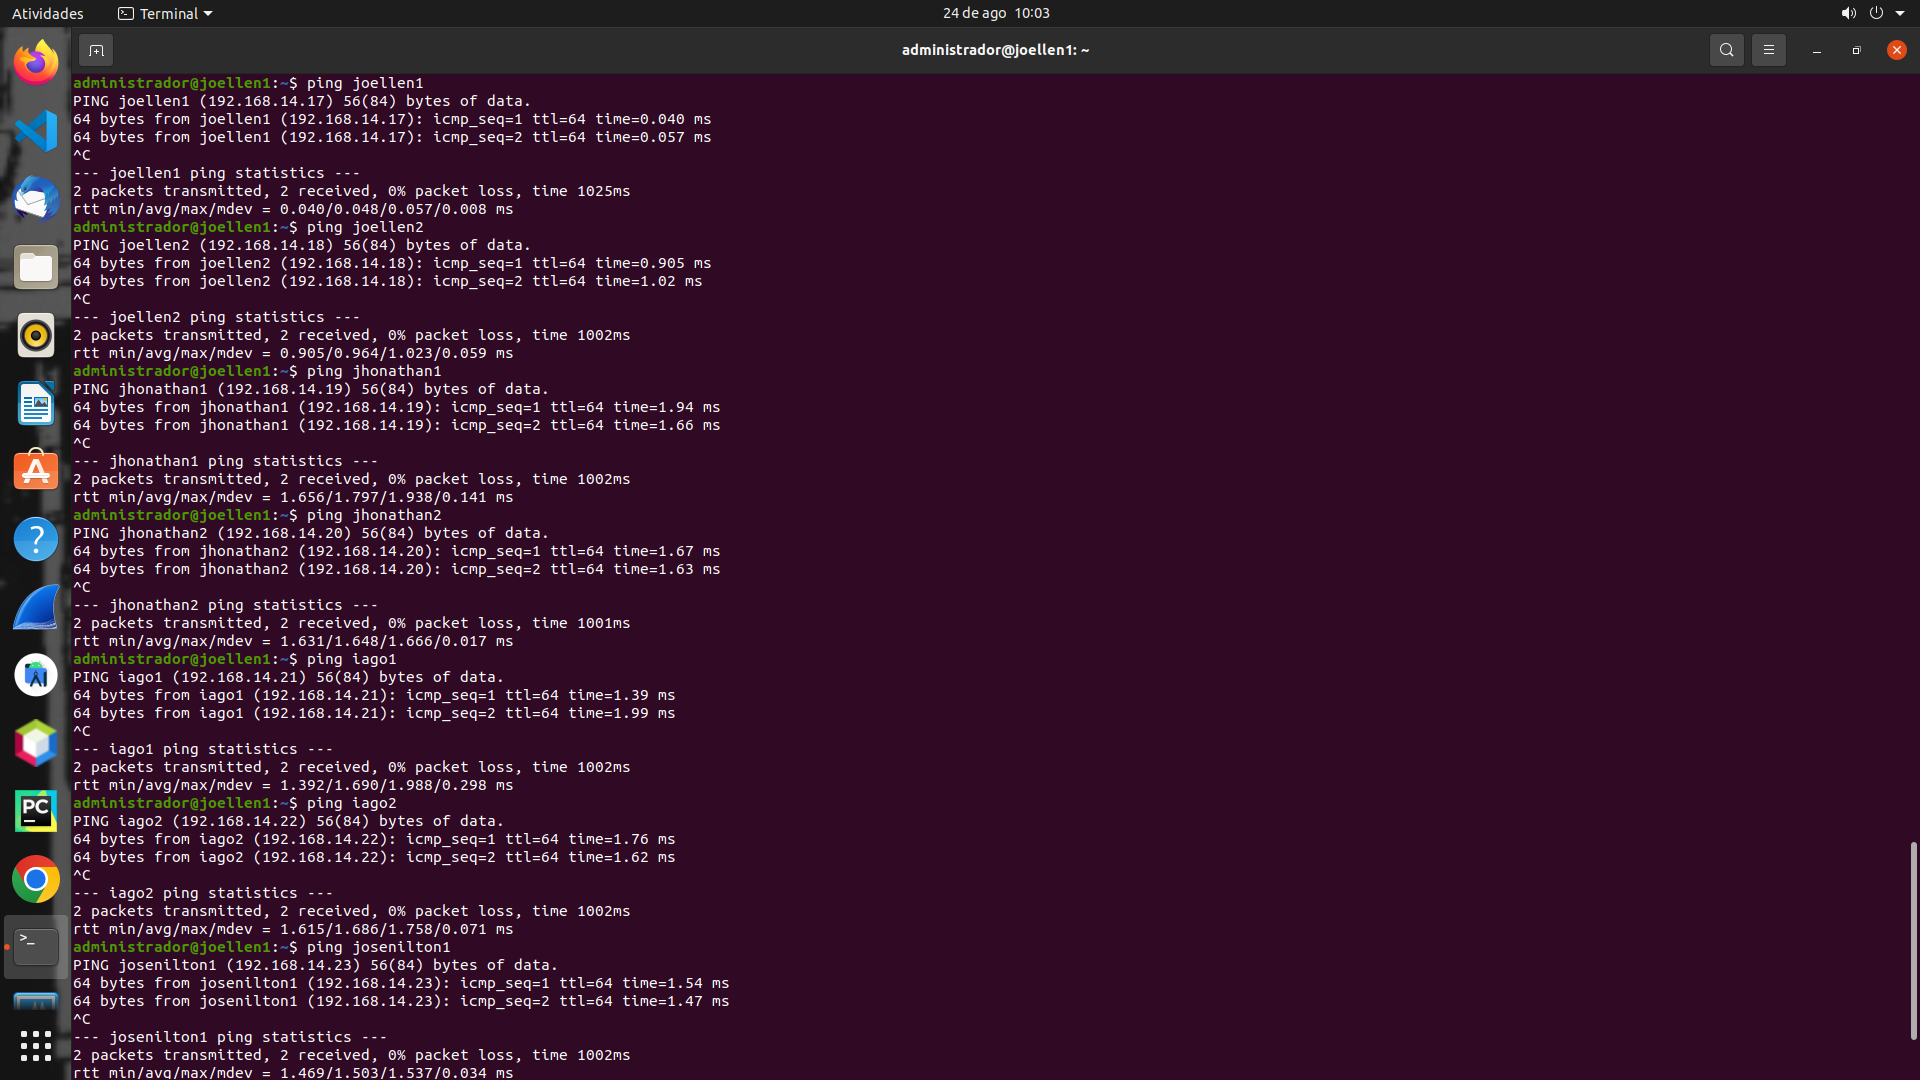 Atividades
Terminal
24 de ago 10:03
administrador@joellen1: ~
administrador@joellen1:~$ ping joellen1
PING joellen1 (192.168.14.17) 56(84) bytes of data.
64 bytes from joellen1 (192.168.14.17): icmp_seq=1 ttl=64 time=0.040 ms
64 bytes from joellen1 (192.168.14.17): icmp_seq=2 ttl=64 time=0.057 ms
^C
--- joellen1 ping statistics ---
2 packets transmitted, 2 received, 0% packet loss, time 1025ms
rtt min/avg/max/mdev = 0.040/0.048/0.057/0.008 ms
administrador@joellen1:~$ ping joellen2
PING joellen2 (192.168.14.18) 56(84) bytes of data.
64 bytes from joellen2 (192.168.14.18): icmp_seq=1 ttl=64 time=0.905 ms
64 bytes from joellen2 (192.168.14.18): icmp_seq=2 ttl=64 time=1.02 ms
^C
--- joellen2 ping statistics ---
2 packets transmitted, 2 received, 0% packet loss, time 1002ms
rtt min/avg/max/mdev = 0.905/0.964/1.023/0.059 ms
administrador@joellen1:~$ ping jhonathan1
PING jhonathan1 (192.168.14.19) 56(84) bytes of data.
64 bytes from jhonathan1 (192.168.14.19): icmp_seq=1 ttl=64 time=1.94 ms
64 bytes from jhonathan1 (192.168.14.19): icmp_seq=2 ttl=64 time=1.66 ms
^C
--- jhonathan1 ping statistics ---
2 packets transmitted, 2 received, 0% packet loss, time 1002ms
rtt min/avg/max/mdev = 1.656/1.797/1.938/0.141 ms
administrador@joellen1:~$ ping jhonathan2
PING jhonathan2 (192.168.14.20) 56(84) bytes of data.
64 bytes from jhonathan2 (192.168.14.20): icmp_seq=1 ttl=64 time=1.67 ms
64 bytes from jhonathan2 (192.168.14.20): icmp_seq=2 ttl=64 time=1.63 ms
^C
--- jhonathan2 ping statistics ---
2 packets transmitted, 2 received, 0% packet loss, time 1001ms
rtt min/avg/max/mdev = 1.631/1.648/1.666/0.017 ms
administrador@joellen1:~$ ping iago1
PING iago1 (192.168.14.21) 56(84) bytes of data.
64 bytes from iago1 (192.168.14.21): icmp_seq=1 ttl=64 time=1.39 ms
64 bytes from iago1 (192.168.14.21): icmp_seq=2 ttl=64 time=1.99 ms
^C
--- iago1 ping statistics ---
2 packets transmitted, 2 received, 0% packet loss, time 1002ms
rtt min/avg/max/mdev = 1.392/1.690/1.988/0.298 ms
administrador@joellen1:~$ ping iago2
PING iago2 (192.168.14.22) 56(84) bytes of data.
64 bytes from iago2 (192.168.14.22): icmp_seq=1 ttl=64 time=1.76 ms
64 bytes from iago2 (192.168.14.22): icmp_seq=2 ttl=64 time=1.62 ms
^C
--- iago2 ping statistics ---
2 packets transmitted, 2 received, 0% packet loss, time 1002ms
rtt min/avg/max/mdev = 1.615/1.686/1.758/0.071 ms
administrador@joellen1:~$ ping josenilton1
PING josenilton1 (192.168.14.23) 56(84) bytes of data.
64 bytes from josenilton1 (192.168.14.23): icmp_seq=1 ttl=64 time=1.54 ms
64 bytes from josenilton1 (192.168.14.23): icmp_seq=2 ttl=64 time=1.47 ms
^C
--- josenilton1 ping statistics ---
2 packets transmitted, 2 received, 0% packet loss, time 1002ms
rtt min/avg/max/mdev = 1.469/1.503/1.537/0.034 ms
PC